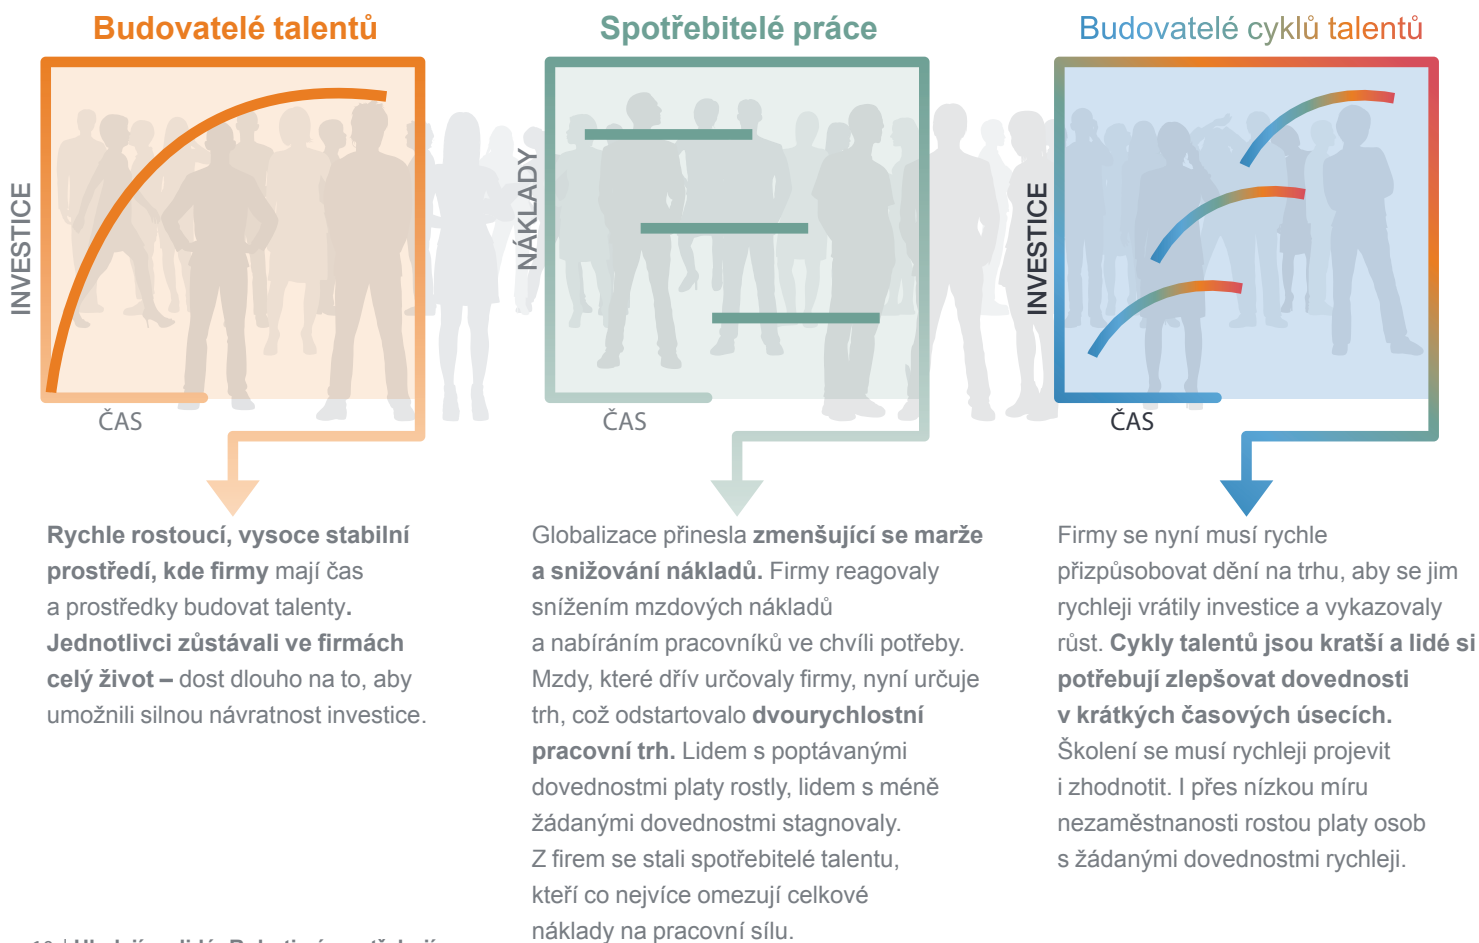 Budovatelé talentů
INVESTICE
ČAS
Rychle rostoucí, vysoce stabilní
prostředí, kde firmy mají čas
a prostředky budovat talenty.
Jednotlivci zůstávali ve firmách
celý život – dost dlouho na to, aby
umožnili silnou návratnost investice.
Spotřebitelé práce
NÁKLADY
ČAS
Globalizace přinesla zmenšující se marže
a snižování nákladů. Firmy reagovaly
snížením mzdových nákladů
a nabíráním pracovníků ve chvíli potřeby.
Mzdy, které dřív určovaly firmy, nyní určuje
trh, což odstartovalo dvourychlostní
pracovní trh. Lidem s poptávanými
dovednostmi platy rostly, lidem s méně
žádanými dovednostmi stagnovaly.
Z firem se stali spotřebitelé talentu,
kteří co nejvíce omezují celkové
náklady na pracovní sílu.
Budovatelé cyklů talentů
INVESTICE
ČAS
Firmy se nyní musí rychle
přizpůsobovat dění na trhu, aby se jim
rychleji vrátily investice a vykazovaly
růst. Cykly talentů jsou kratší a lidé si
potřebují zlepšovat dovednosti
v krátkých časových úsecích.
Školení se musí rychleji projevit
i zhodnotit. I přes nízkou míru
nezaměstnanosti rostou platy osob
s žádanými dovednostmi rychleji.